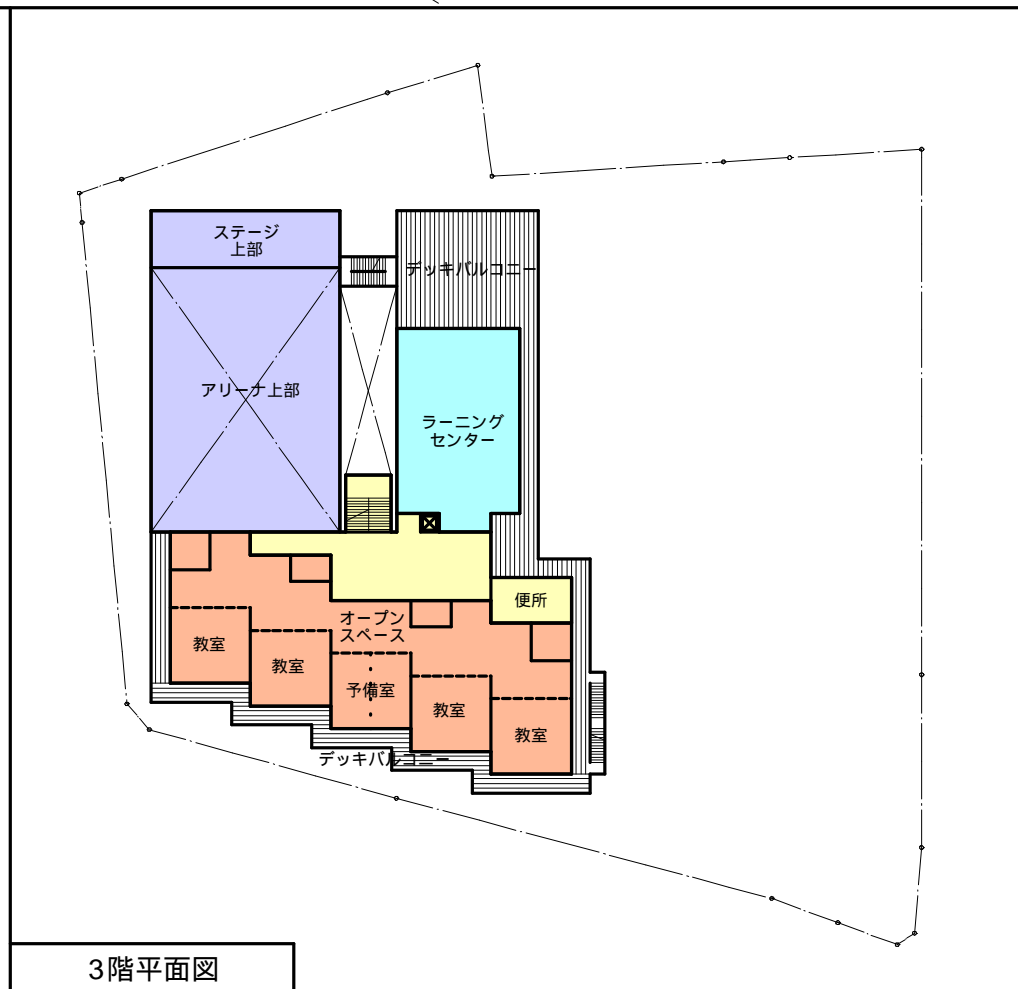 ステージ
上部
デッキバルコニー
アリーナ上部
ラーニング
センター
便所
オープン
スペース
教室
教室
予備室
教室
教室
デッキバルコニー
3階平面図